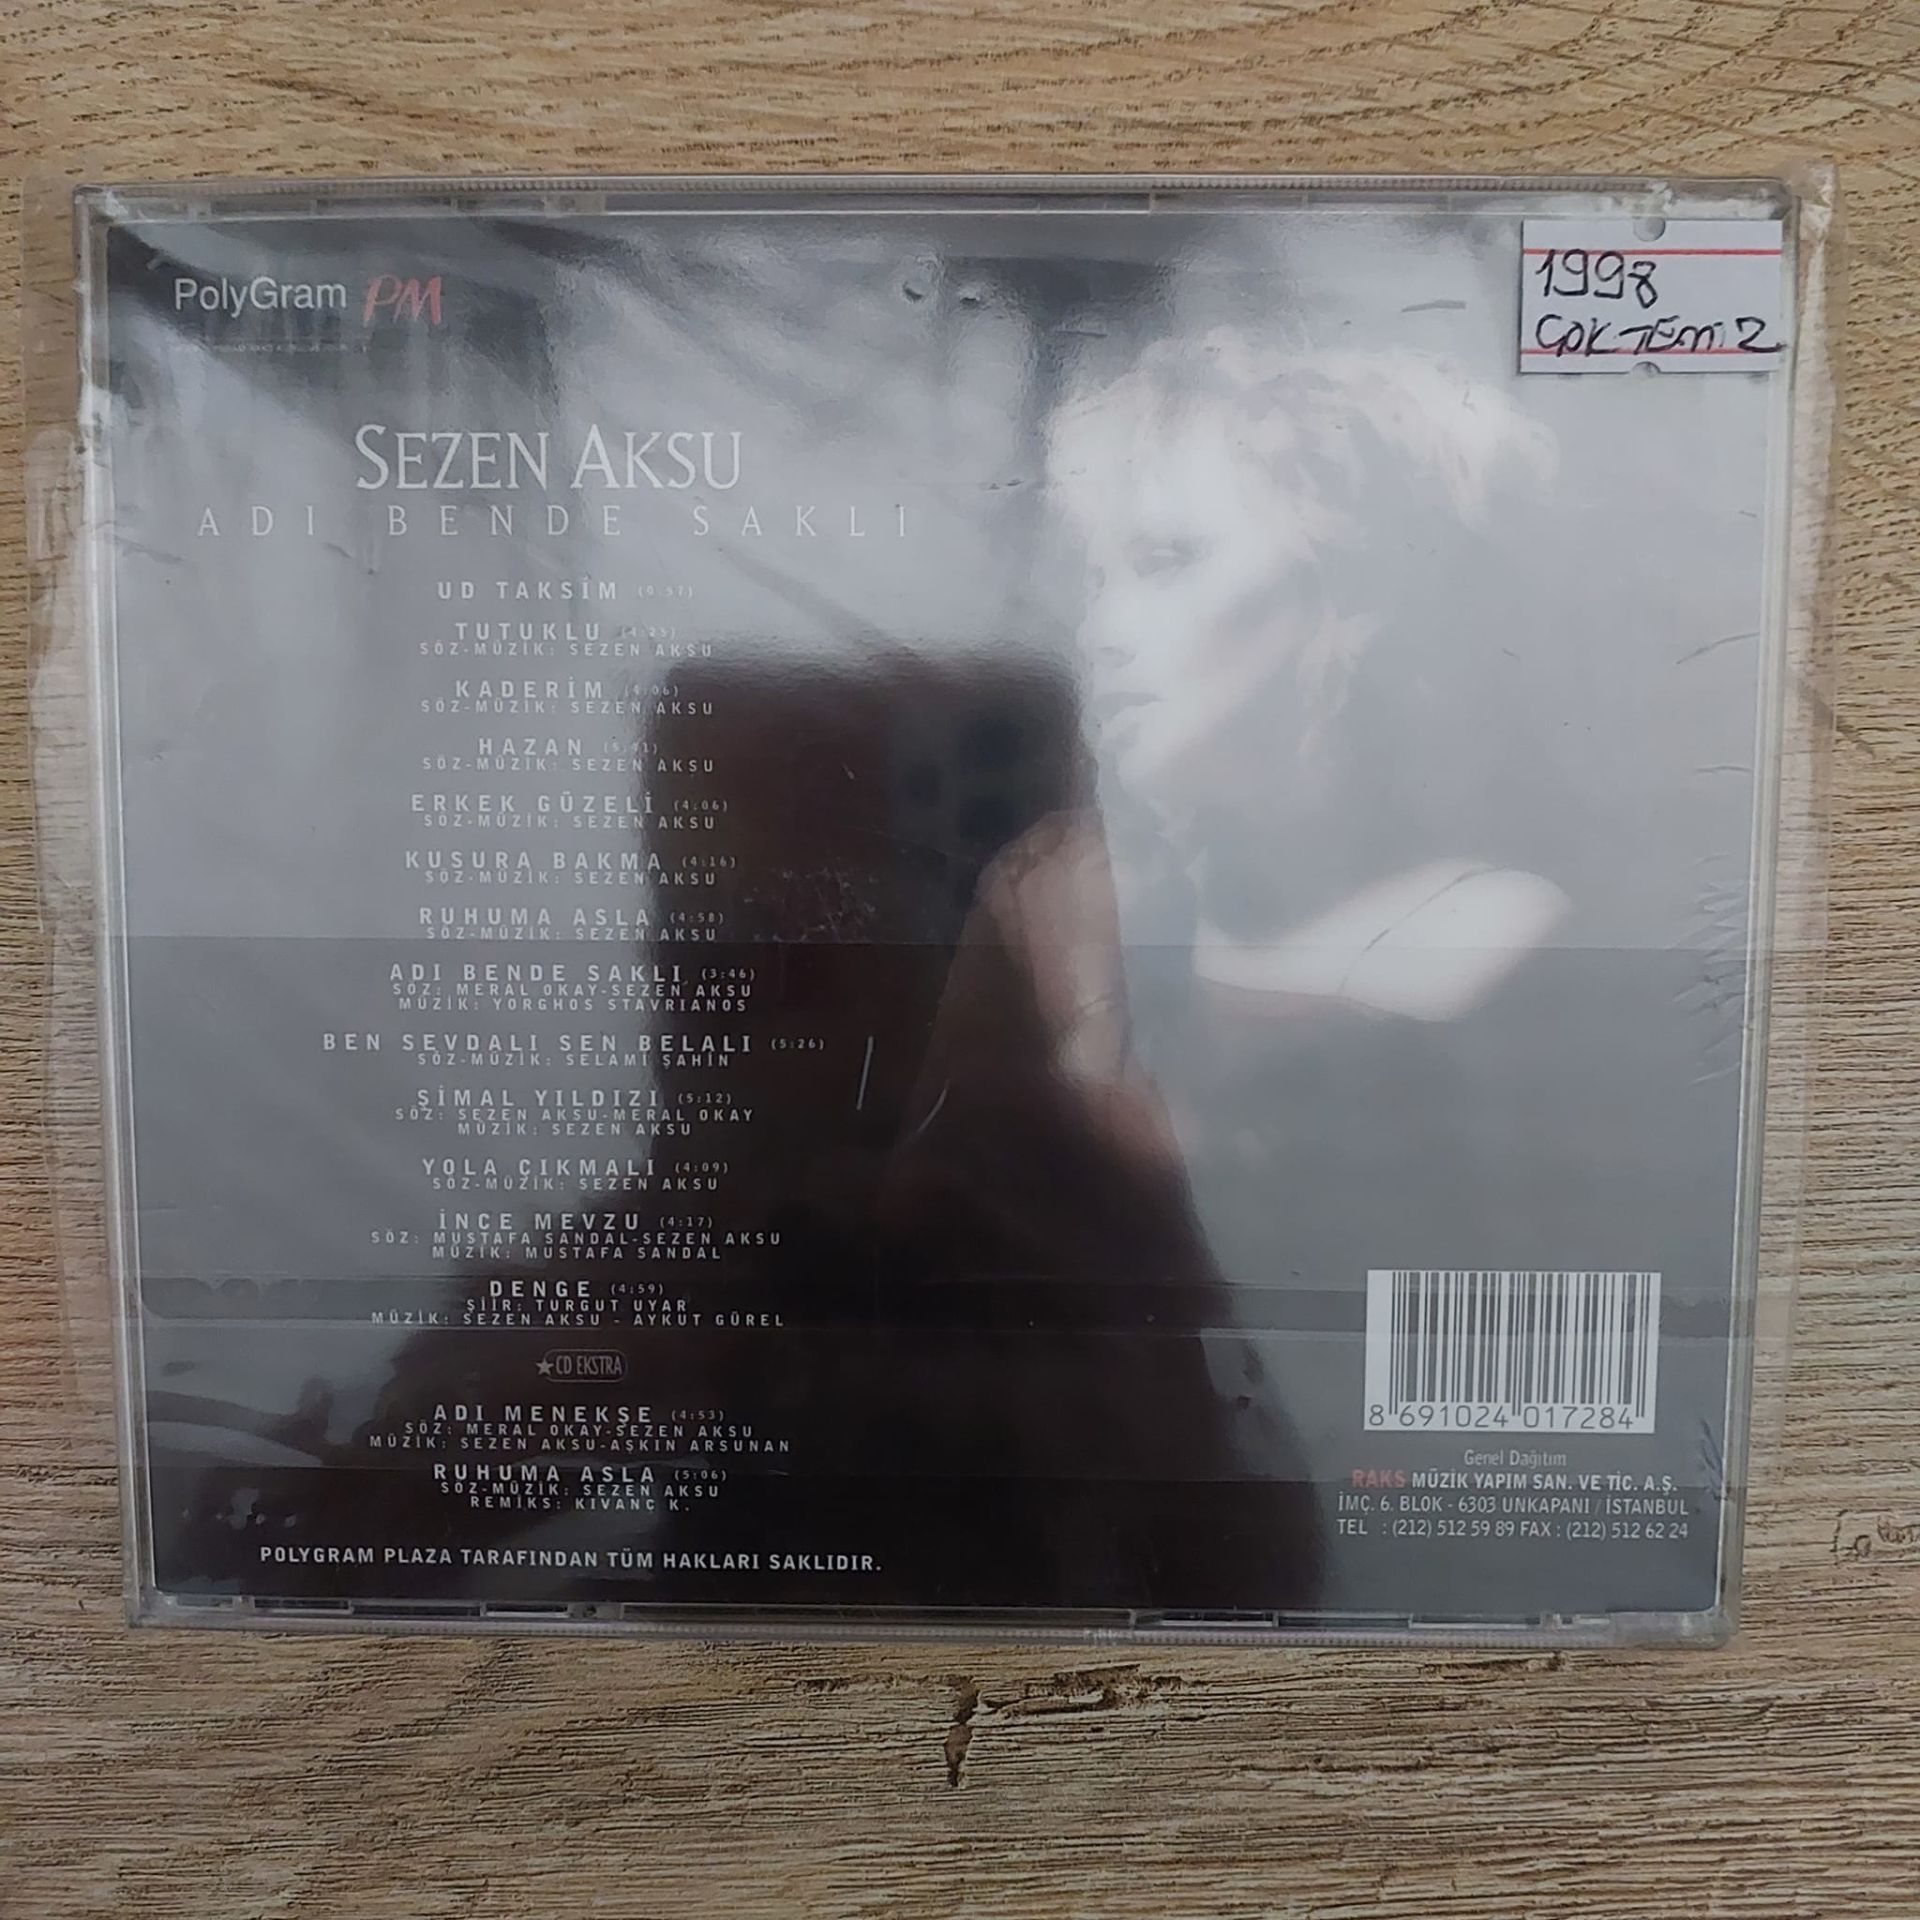 PolyGram PM
1998
ÇOK TEMİZ
SEZEN AKSU
ADI BENDE SAKLI
UD TAKSİM (0:57)
TUTUKLU (4:25)
SÖZ-MÜZİK: SEZEN AKSU
KADERİM (4:06)
SÖZ-MÜZİK: SEZEN AKSU
HAZAN (5:41)
SÖZ-MÜZİK: SEZEN AKSU
ERKEK GÜZELİ (4:06)
SÖZ-MÜZİK: SEZEN AKSU
KUSURA BAKMA (4:16)
SÖZ-MÜZİK: SEZEN AKSU
RUHUMA ASLA (4:58)
SÖZ-MÜZİK: SEZEN AKSU
ADI BENDE SAKLI (3:46)
SÖZ: MERAL OKAY-SEZEN AKSU
MÜZİK: YORGHOS STAVRIANOS
BEN SEVDALI SEN BELALI (5:26)
SÖZ-MÜZİK: SELAMİ ŞAHİN
ŞİMAL YILDIZI (5:12)
SÖZ: SEZEN AKSU-MERAL OKAY
MÜZİK: SEZEN AKSU
YOLA ÇIKMALI (4:09)
SÖZ-MÜZİK: SEZEN AKSU
İNCE MEVZU (4:17)
SÖZ: MUSTAFA SANDAL-SEZEN AKSU
MÜZİK: MUSTAFA SANDAL
DENGE (4:59)
ŞİİR: TURGUT UYAR
MÜZİK: SEZEN AKSU - AYKUT GÜREL
★CD EKSTRA
ADI MENEKŞE (4:53)
SÖZ: MERAL OKAY-SEZEN AKSU
MÜZİK: SEZEN AKSU-AŞKIN ARSUNAN
RUHUMA ASLA (5:06)
SÖZ-MÜZİK: SEZEN AKSU
REMİKS: KIVANÇ K.
POLYGRAM PLAZA TARAFINDAN TÜM HAKLARI SAKLIDIR.
8 691024 017284
Genel Dağıtım
RAKS MÜZİK YAPIM SAN. VE TİC. A.Ş.
İMÇ. 6. BLOK - 6303 UNKAPANI / İSTANBUL
TEL : (212) 512 59 89 FAX : (212) 512 62 24